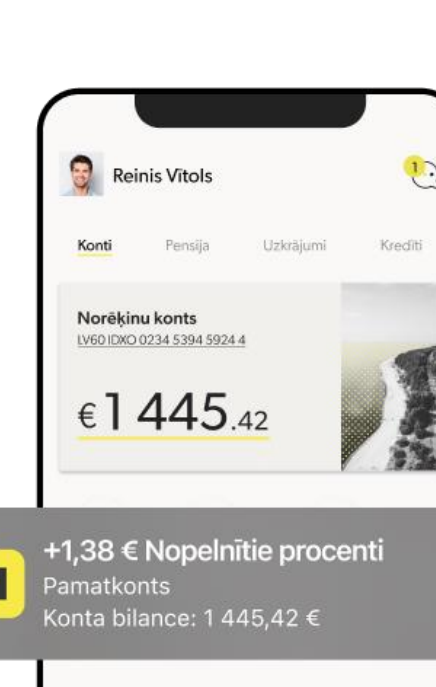 Reinis Vītols
1
Konti Pensija Uzkrājumi Kredīti
Norēķinu konts
LV60 IDXO 0234 5394 5924 4
€1 445.42
+1,38 € Nopelnītie procenti
Pamatkonts
Konta bilance: 1 445,42 €